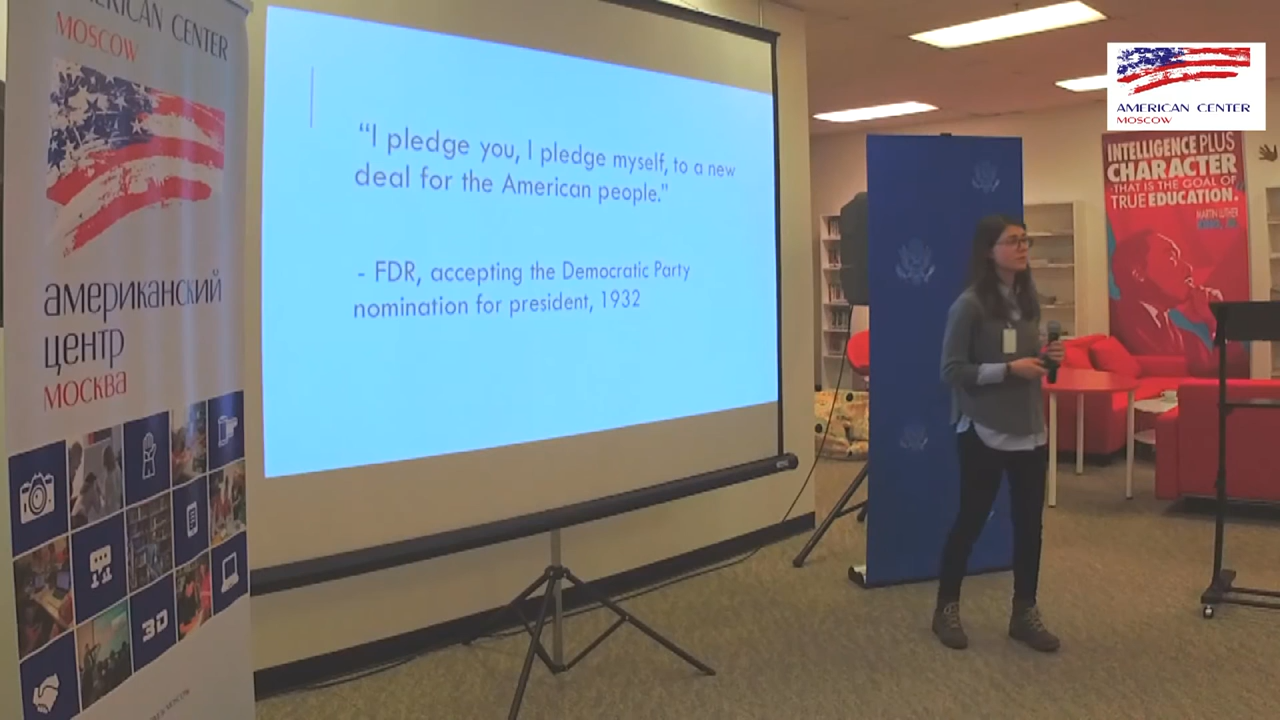 AMERICAN CENTER
MOSCOW
американский
центр
москва
3D
“I pledge you, I pledge myself, to a new
deal for the American people.”
- FDR, accepting the Democratic Party
nomination for president, 1932
AMERICAN CENTER
MOSCOW
INTELLIGENCE PLUS
CHARACTER
THAT IS THE GOAL OF
TRUE EDUCATION.
MARTIN LUTHER